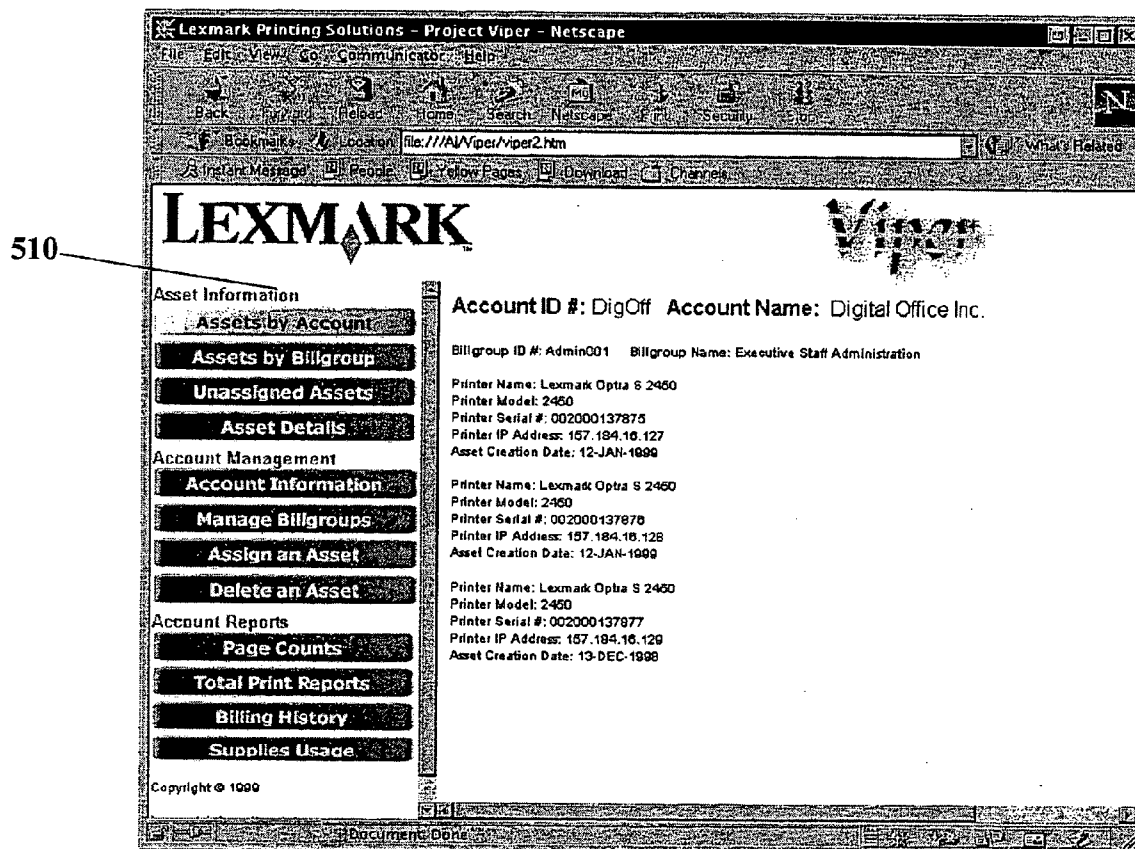 Lexmark Printing Solutions - Project Viper - Netscape
File Edit View Go Communicator Help
Back Forward Reload Home Search Netscape Print Security Stop
Bookmarks Location file:///A|/Viper/viper2.htm What's Related
Instant Message People Yellow Pages Download Channels
LEXMARK
Viper
510
Asset Information
Assets by Account
Assets by Billgroup
Unassigned Assets
Asset Details
Account Management
Account Information
Manage Billgroups
Assign an Asset
Delete an Asset
Account Reports
Page Counts
Total Print Reports
Billing History
Supplies Usage
Copyright © 1999
Account ID #: DigOff Account Name: Digital Office Inc.
Billgroup ID #: Admin001 Billgroup Name: Executive Staff Administration
Printer Name: Lexmark Optra S 2450
Printer Model: 2450
Printer Serial #: 002000137875
Printer IP Address: 157.184.16.127
Asset Creation Date: 12-JAN-1999
Printer Name: Lexmark Optra S 2450
Printer Model: 2450
Printer Serial #: 002000137876
Printer IP Address: 157.184.16.128
Asset Creation Date: 12-JAN-1999
Printer Name: Lexmark Optra S 2450
Printer Model: 2450
Printer Serial #: 002000137877
Printer IP Address: 157.184.16.129
Asset Creation Date: 13-DEC-1998
Document: Done